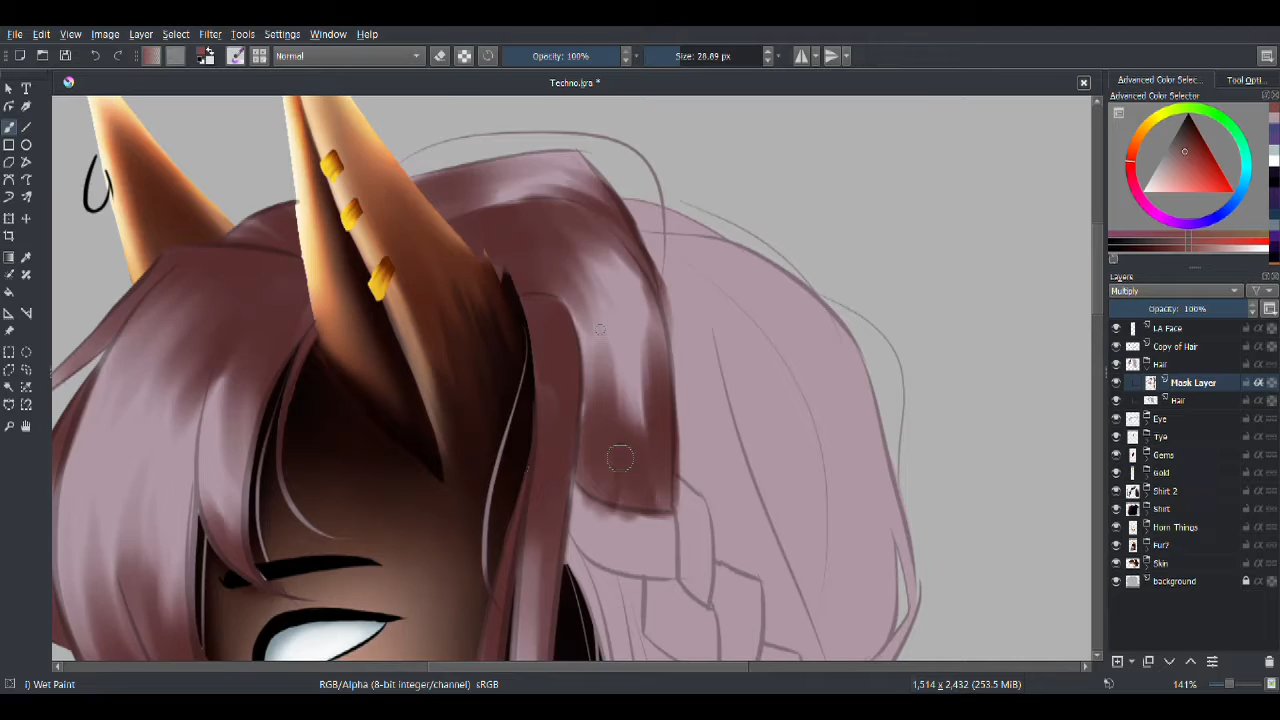 File Edit View Image Layer Select Filter Tools Settings Window Help
Normal Opacity: 100% Size: 28.89 px
Techno.kra *
Advanced Color Selec... Tool Opti...
Advanced Color Selector
Layers
Multiply
Opacity: 100%
LA Face
Copy of Hair
Hair
Mask Layer
Hair
Eye
Tye
Gems
Gold
Shirt 2
Shirt
Horn Things
Fur?
Skin
background
i) Wet Paint RGB/Alpha (8-bit integer/channel) sRGB 1,514 x 2,432 (253.5 MiB) 141%